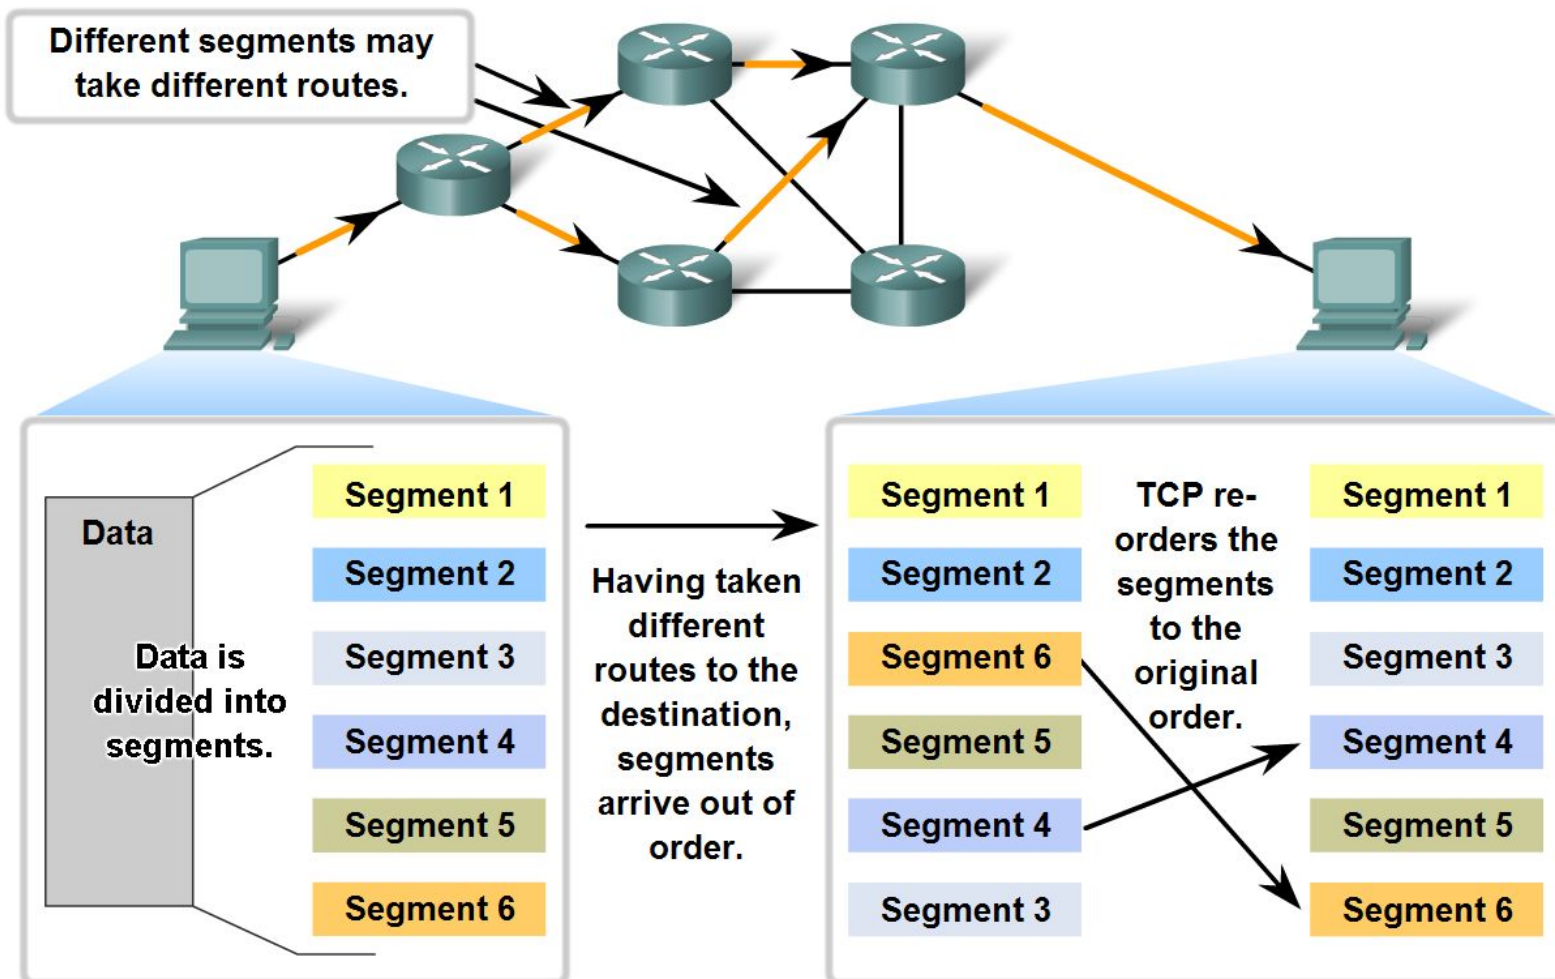 Different segments may
take different routes.
Data
Data is
divided into
segments.
Segment 1
Segment 2
Segment 3
Segment 4
Segment 5
Segment 6
Having taken
different
routes to the
destination,
segments
arrive out of
order.
Segment 1
Segment 2
Segment 6
Segment 5
Segment 4
Segment 3
TCP re-
orders the
segments
to the
original
order.
Segment 1
Segment 2
Segment 3
Segment 4
Segment 5
Segment 6